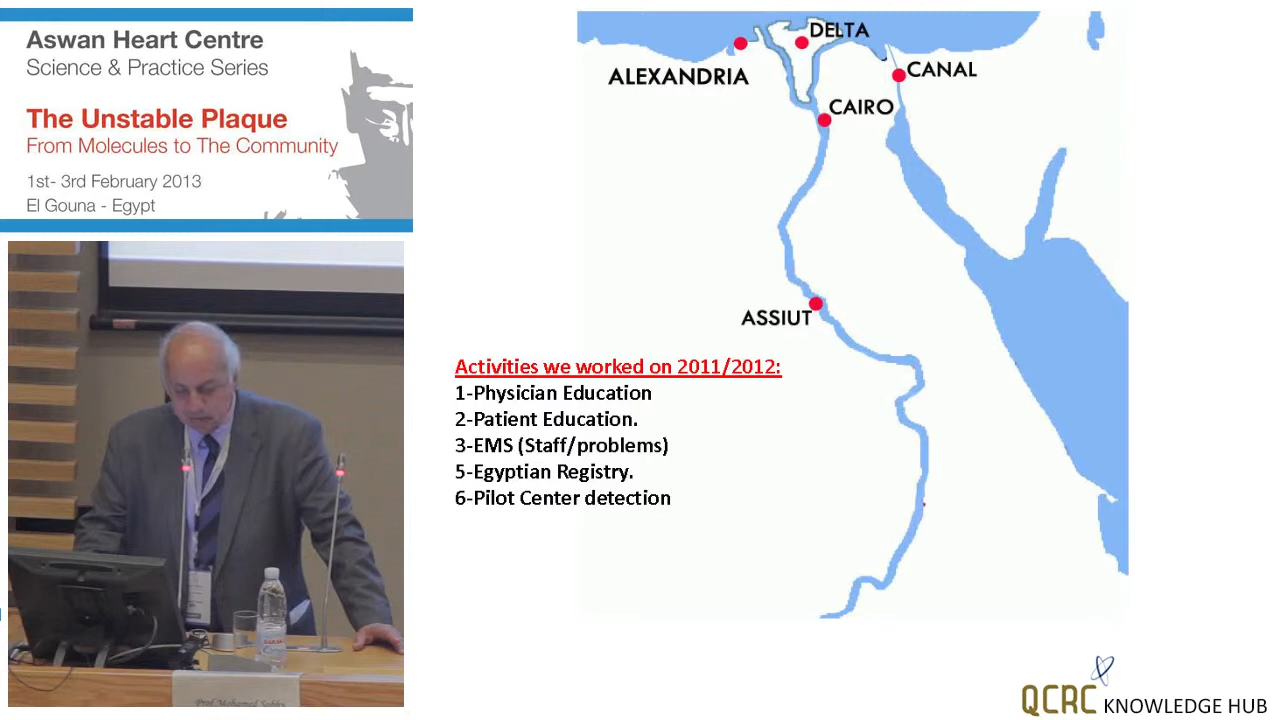 Aswan Heart Centre
Science & Practice Series
The Unstable Plaque
From Molecules to The Community
1st- 3rd February 2013
El Gouna - Egypt
DELTA
ALEXANDRIA
CANAL
CAIRO
ASSIUT
Activities we worked on 2011/2012:
1-Physician Education
2-Patient Education.
3-EMS (Staff/problems)
5-Egyptian Registry.
6-Pilot Center detection
Prof Mohamed
QCRC KNOWLEDGE HUB